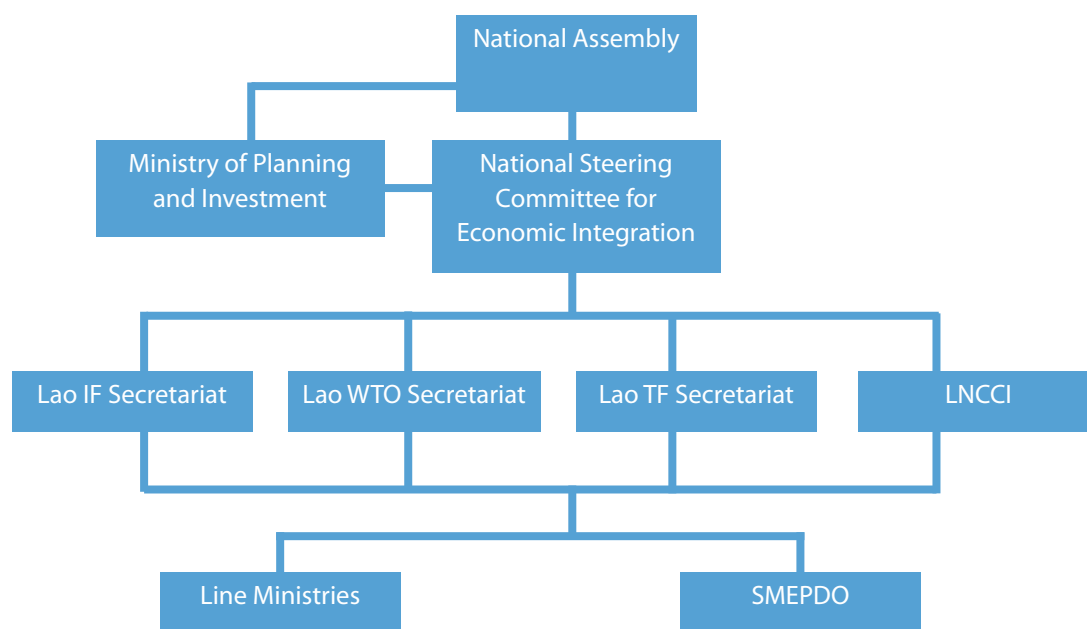 National Assembly
Ministry of Planning
and Investment
National Steering
Committee for
Economic Integration
Lao IF Secretariat
Lao WTO Secretariat
Lao TF Secretariat
LNCCI
Line Ministries
SMEPDO